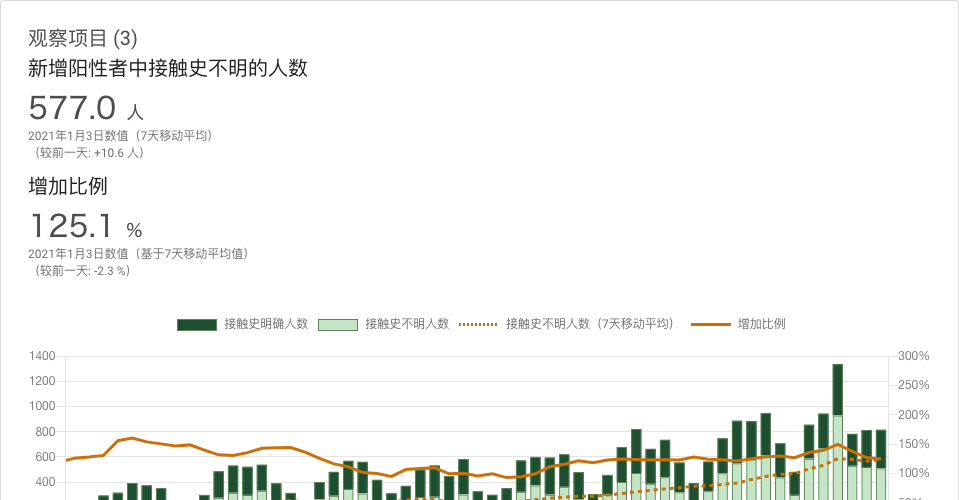 观察项目 (3)
新增阳性者中接触史不明的人数
577.0 人
2021年1月3日数值（7天移动平均）
（较前一天: +10.6 人）
增加比例
125.1 %
2021年1月3日数值（基于7天移动平均值）
（较前一天: -2.3 %）
接触史明确人数 接触史不明人数 接触史不明人数（7天移动平均） 增加比例
1400 300%
1200 250%
1000 200%
800 150%
600 100%
400